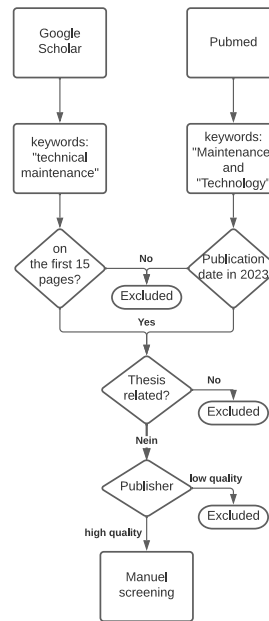 Google
Scholar
Pubmed
keywords:
"technical
maintenance"
keywords:
"Maintenance"
and
"Technology"
on
the first 15
pages?
No
Publication
date in 2023
Excluded
Yes
Thesis
related?
No
Excluded
Nein
Publisher
low quality
Excluded
high quality
Manuel
screening